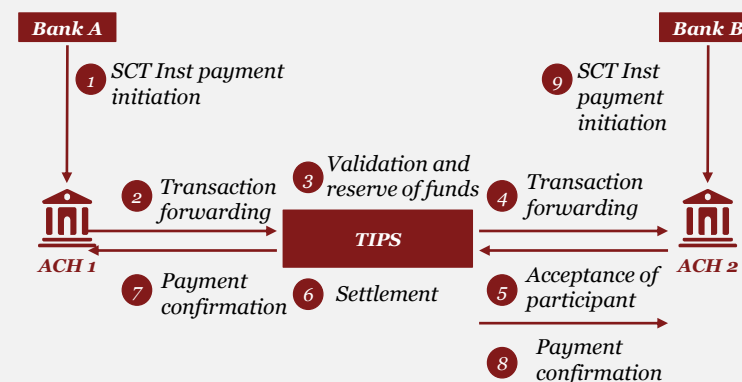 Bank A
Bank B
1 SCT Inst payment
initiation
9 SCT Inst
payment
initiation
2 Transaction
forwarding
3 Validation and
reserve of funds
4 Transaction
forwarding
TIPS
ACH 1
ACH 2
7 Payment
confirmation
6 Settlement
5 Acceptance of
participant
8 Payment
confirmation